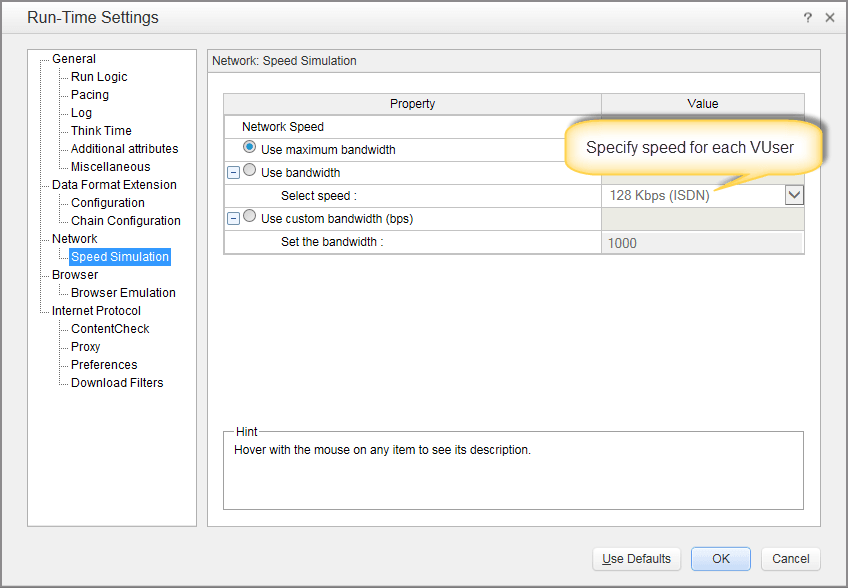 Run-Time Settings
?
General
Run Logic
Pacing
Log
Think Time
Additional attributes
Miscellaneous
Data Format Extension
Configuration
Chain Configuration
Network
Speed Simulation
Browser
Browser Emulation
Internet Protocol
ContentCheck
Proxy
Preferences
Download Filters
Network: Speed Simulation
Property Value
Network Speed
Use maximum bandwidth
Specify speed for each VUser
Use bandwidth
Select speed : 128 Kbps (ISDN)
Use custom bandwidth (bps)
Set the bandwidth : 1000
Hint
Hover with the mouse on any item to see its description.
Use Defaults OK Cancel